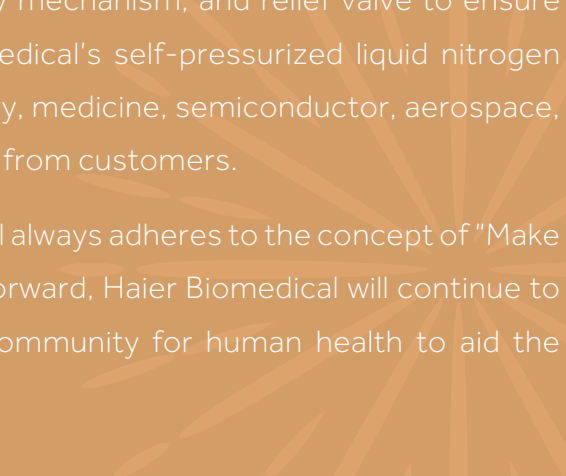 mechanism, and relief valve to ensure
edical's self-pressurized liquid nitrogen
y, medicine, semiconductor, aerospace,
from customers.
l always adheres to the concept of "Make
orward, Haier Biomedical will continue to
ommunity for human health to aid the